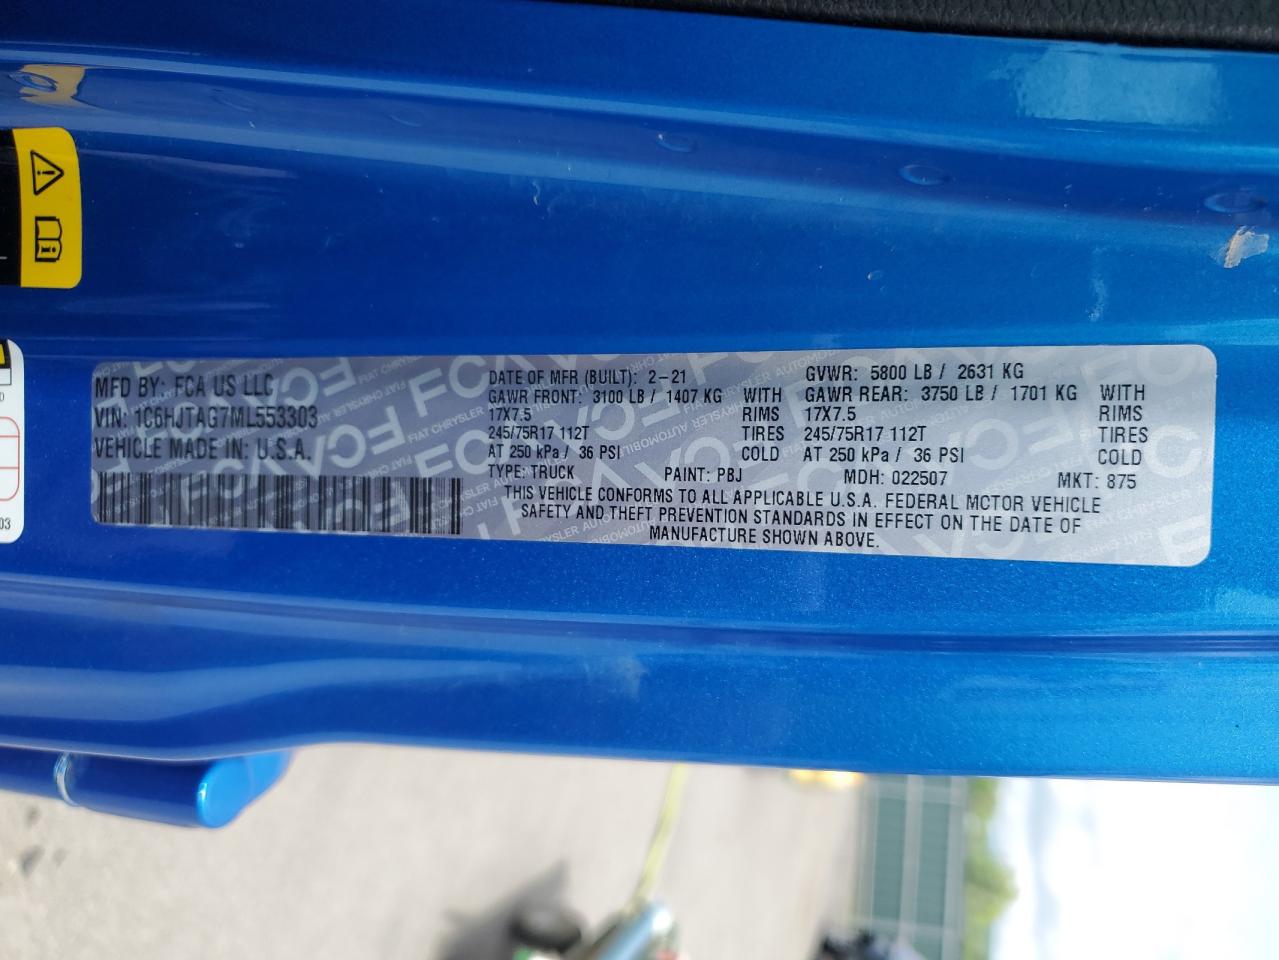 MFD BY: FCA US LLC
VIN: 1C6HJTAG7ML553303
VEHICLE MADE IN: U.S.A.
DATE OF MFR (BUILT): 2-21 GVWR: 5800 LB / 2631 KG
GAWR FRONT: 3100 LB / 1407 KG WITH GAWR REAR: 3750 LB / 1701 KG WITH
17X7.5 RIMS 17X7.5 RIMS
245/75R17 112T TIRES 245/75R17 112T TIRES
AT 250 kPa / 36 PSI COLD AT 250 kPa / 36 PSI COLD
TYPE: TRUCK PAINT: PBJ MDH: 022507 MKT: 875
THIS VEHICLE CONFORMS TO ALL APPLICABLE U.S.A. FEDERAL MOTOR VEHICLE
SAFETY AND THEFT PREVENTION STANDARDS IN EFFECT ON THE DATE OF
MANUFACTURE SHOWN ABOVE.